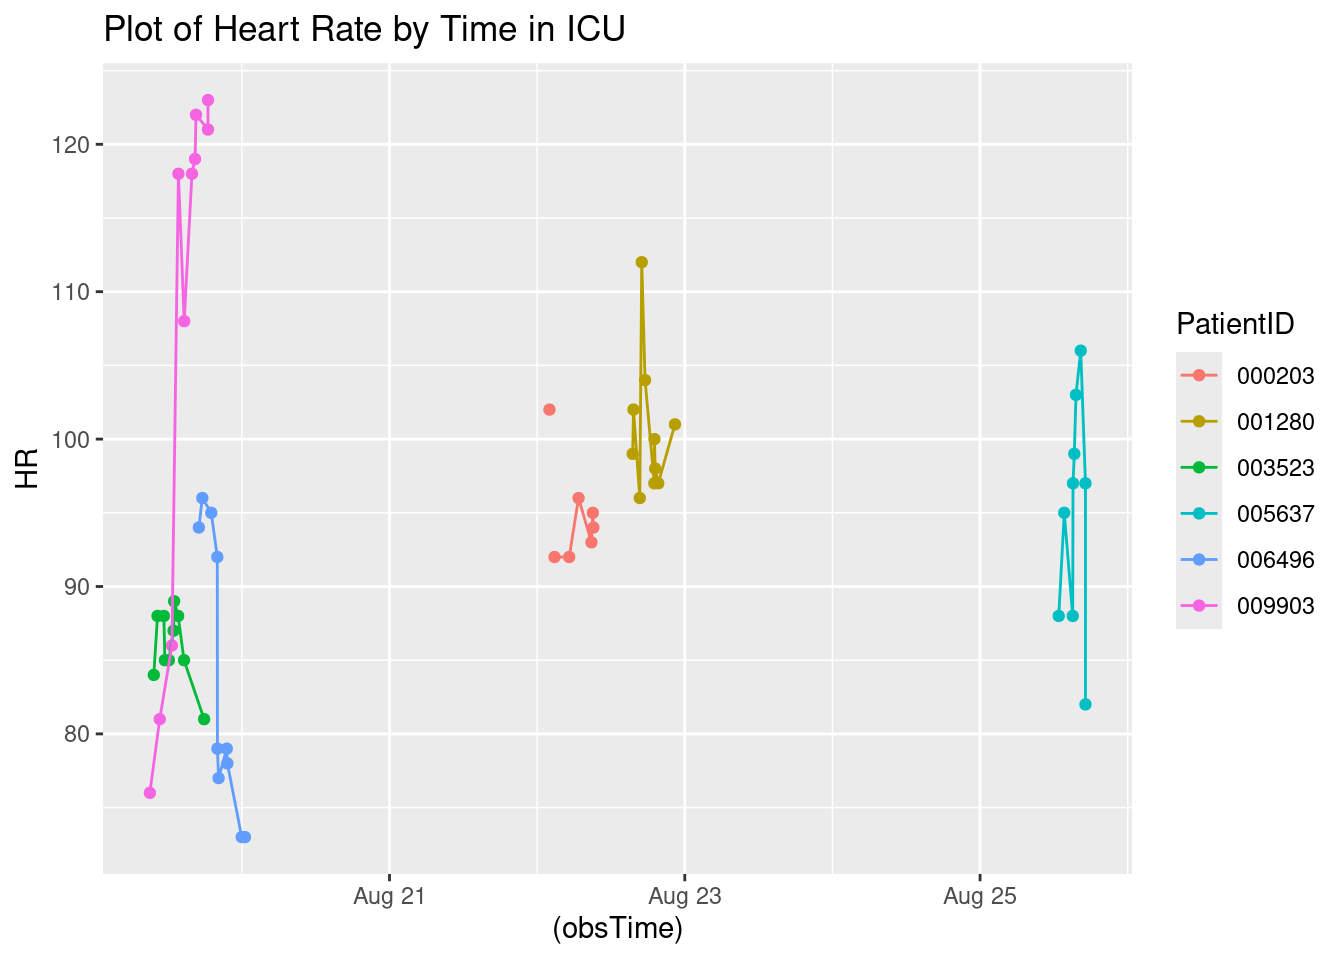 Plot of Heart Rate by Time in ICU
120
110
100
90
80
HR
Aug 21
Aug 23
Aug 25
(obsTime)
PatientID
000203
001280
003523
005637
006496
009903